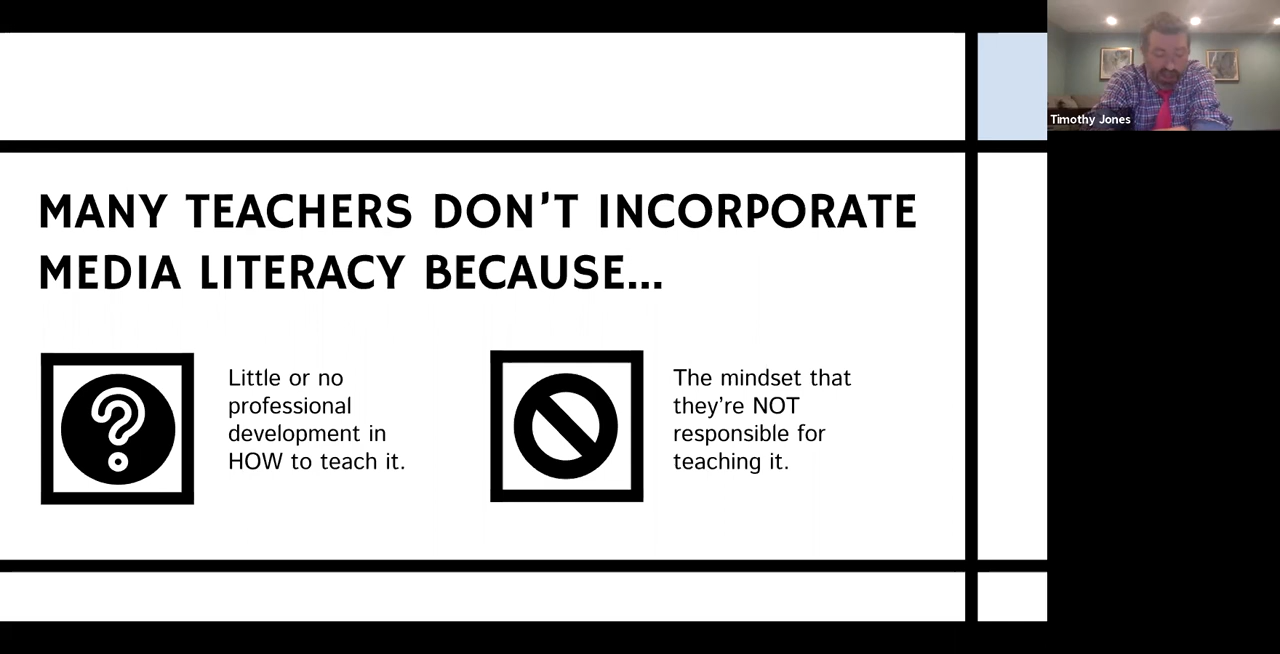 MANY TEACHERS DON’T INCORPORATE
MEDIA LITERACY BECAUSE...
Little or no
professional
development in
HOW to teach it.
The mindset that
they’re NOT
responsible for
teaching it.
Timothy Jones